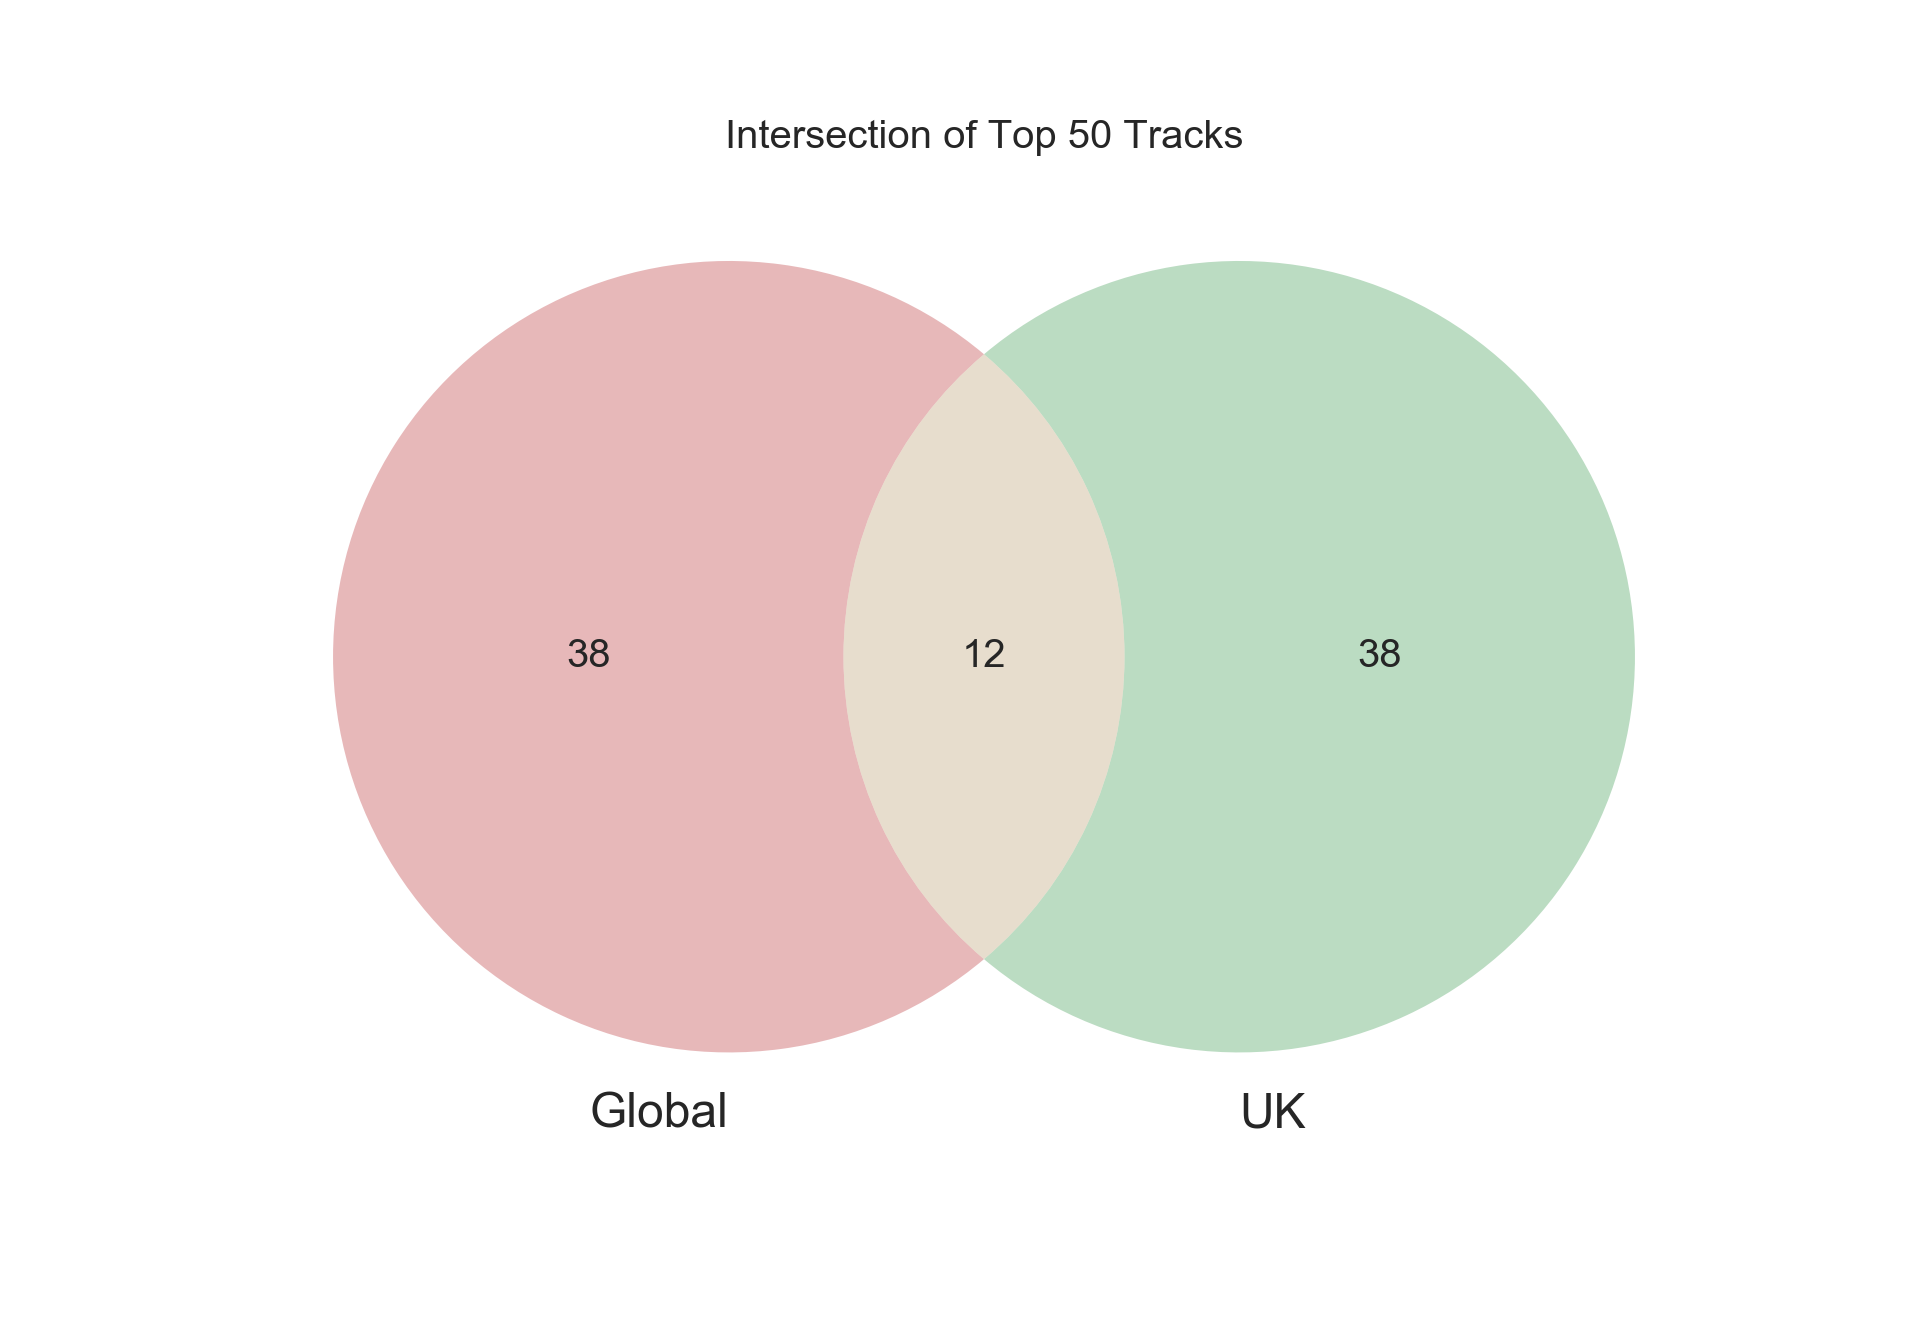 Intersection of Top 50 Tracks
38 12 38
Global UK